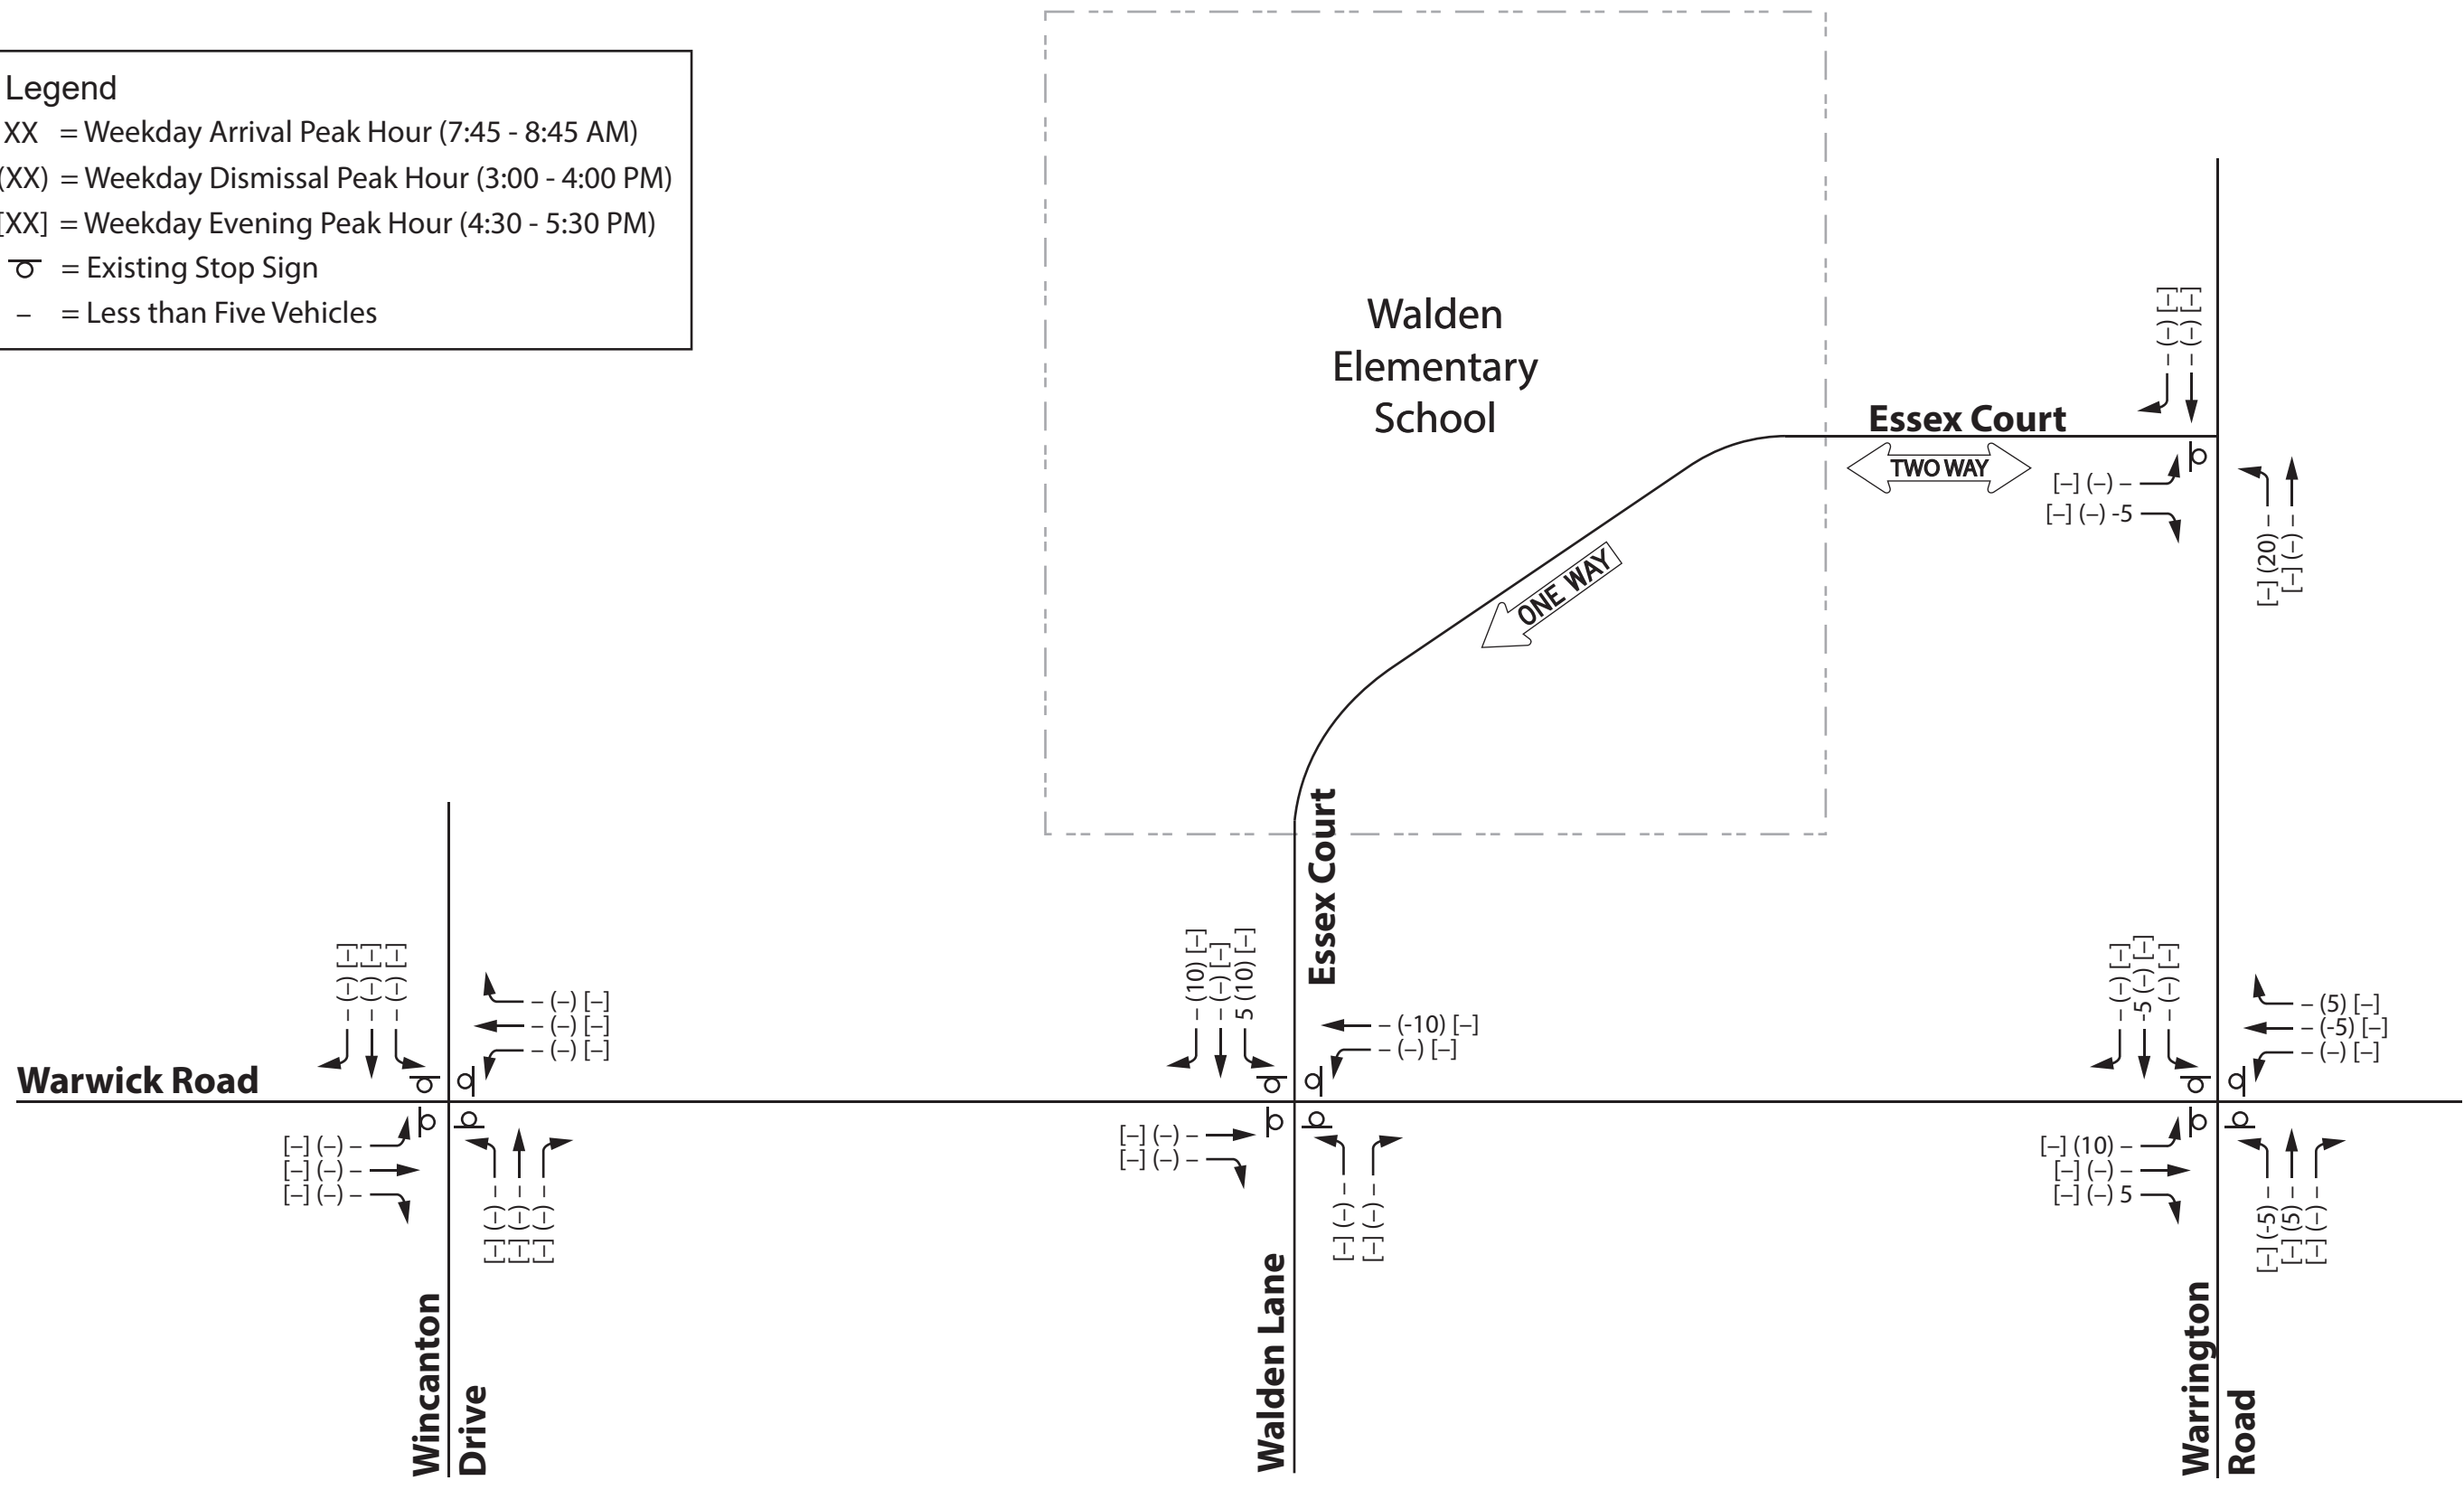 Legend
XX = Weekday Arrival Peak Hour (7:45 - 8:45 AM)
(XX) = Weekday Dismissal Peak Hour (3:00 - 4:00 PM)
[XX] = Weekday Evening Peak Hour (4:30 - 5:30 PM)
= Existing Stop Sign
– = Less than Five Vehicles
Walden
Elementary
School
– (–) [–]
– (–) [–]
Essex Court
TWO WAY
[–] (–) –
[–] (–) -5
[–] (20) –
[–] (–) –
ONE WAY
Essex Court
– (–) [–]
– (–) [–]
– (–) [–]
– (–) [–]
– (–) [–]
– (–) [–]
Warwick Road
[–] (–) –
[–] (–) –
[–] (–) –
[–] (–) –
[–] (–) –
[–] (–) –
Wincanton
Drive
– (10) [–]
– (–) [–]
5 (10) [–]
– (-10) [–]
– (–) [–]
[–] (–) –
[–] (–) –
[–] (–) –
[–] (–) –
Walden Lane
– (–) [–]
-5 (–) [–]
– (–) [–]
– (5) [–]
– (-5) [–]
– (–) [–]
[–] (10) –
[–] (–) –
[–] (–) 5
[–] (-5) –
[–] (5) –
[–] (–) –
Warrington
Road